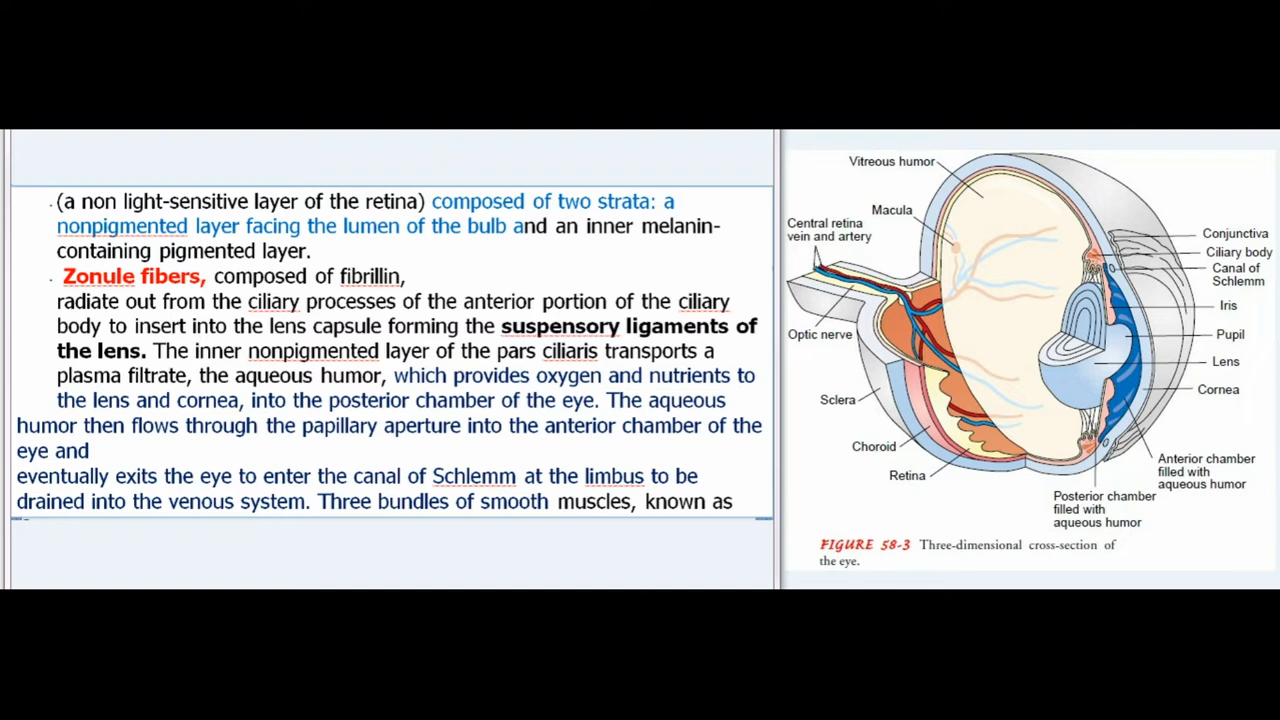 (a non light-sensitive layer of the retina) composed of two strata: a
nonpigmented layer facing the lumen of the bulb and an inner melanin-
containing pigmented layer.
Zonule fibers, composed of fibrillin,
radiate out from the ciliary processes of the anterior portion of the ciliary
body to insert into the lens capsule forming the suspensory ligaments of
the lens. The inner nonpigmented layer of the pars ciliaris transports a
plasma filtrate, the aqueous humor, which provides oxygen and nutrients to
the lens and cornea, into the posterior chamber of the eye. The aqueous
humor then flows through the papillary aperture into the anterior chamber of the
eye and
eventually exits the eye to enter the canal of Schlemm at the limbus to be
drained into the venous system. Three bundles of smooth muscles, known as
Vitreous humor
Macula
Central retina
vein and artery
Optic nerve
Sclera
Choroid
Retina
Conjunctiva
Ciliary body
Canal of
Schlemm
Iris
Pupil
Lens
Cornea
Anterior chamber
filled with
aqueous humor
Posterior chamber
filled with
aqueous humor
FIGURE 58-3 Three-dimensional cross-section of
the eye.